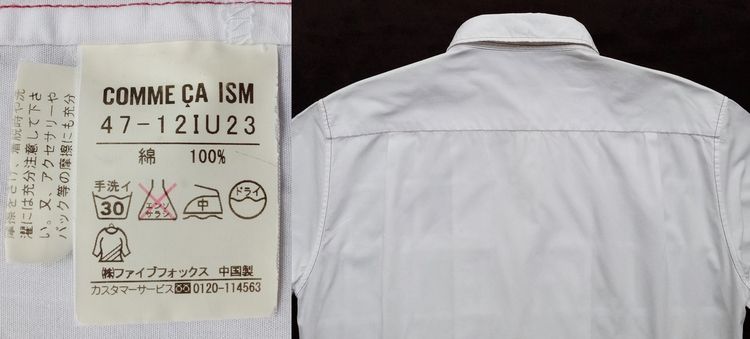 COMME ÇA ISM
47-12IU23
綿 100%
手洗イ
30
エンソ
サラシ
中
ドライ
㈱ファイブフォックス 中国製
カスタマーサービス 0120-114563
濯には充分注意して下さ
い。又、アクセサリーや
バック等の摩擦にも充分